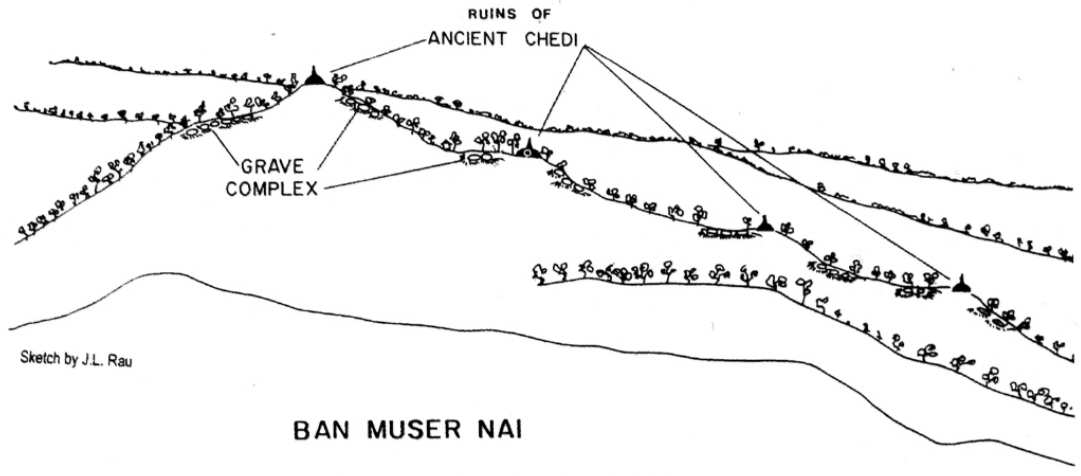 RUINS OF
ANCIENT CHEDI
GRAVE
COMPLEX
Sketch by J.L. Rau
BAN MUSER NAI